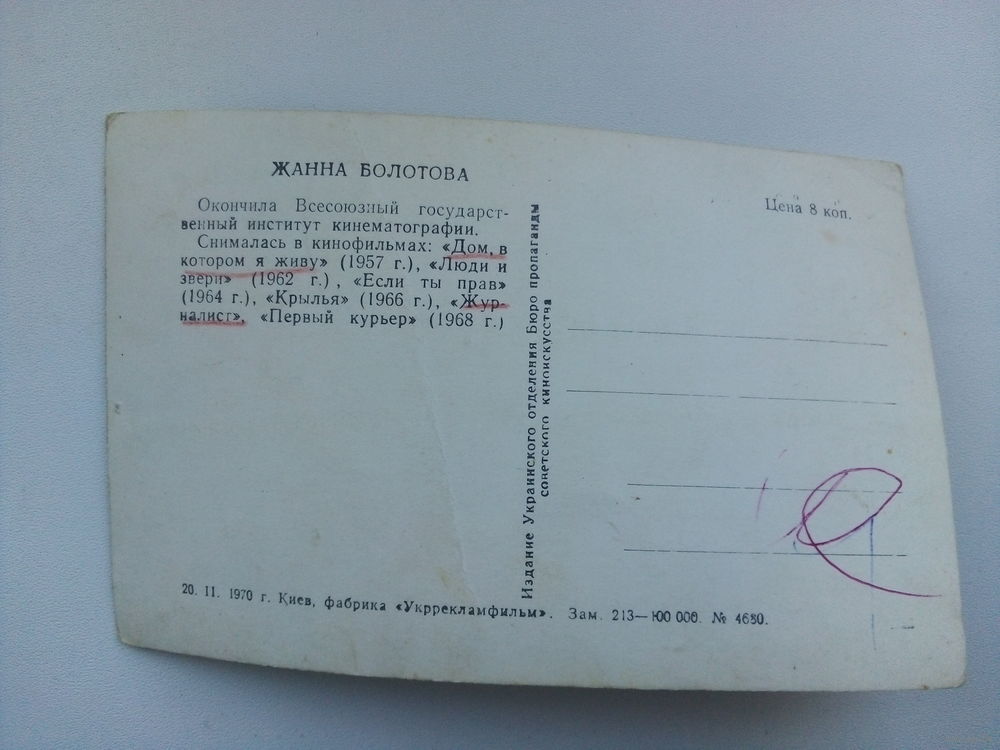 ЖАННА БОЛОТОВА
Окончила Всесоюзный государст-
венный институт кинематографии.
Снималась в кинофильмах: «Дом, в
котором я живу» (1957 г.), «Люди и
звери» (1962 г.) , «Если ты прав»
(1964 г.), «Крылья» (1966 г.), «Жур-
налист», «Первый курьер» (1968 г.)
Издание Украинского отделения Бюро пропаганды
советского киноискусства
Цена 8 коп.
20. II. 1970 г. Киев, фабрика «Укррекламфильм». Зам. 213—100 000. № 4680.